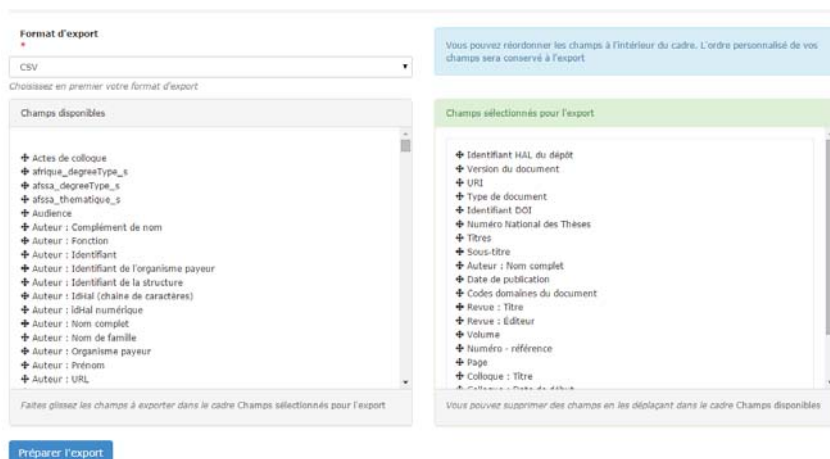 Format d'export
*
CSV
Choisissez en premier votre format d'export
Vous pouvez réordonner les champs à l'intérieur du cadre. L'ordre personnalisé de vos
champs sera conservé à l'export
Champs disponibles
Actes de colloque
afrique_degreeType_s
afssa_degreeType_s
afssa_thematique_s
Audience
Auteur : Complément de nom
Auteur : Fonction
Auteur : Identifiant
Auteur : Identifiant de l'organisme payeur
Auteur : Identifiant de la structure
Auteur : IdHal (chaine de caractères)
Auteur : idHal numérique
Auteur : Nom complet
Auteur : Nom de famille
Auteur : Organisme payeur
Auteur : Prénom
Auteur : URL
Faites glissez les champs à exporter dans le cadre Champs sélectionnés pour l'export
Champs sélectionnés pour l'export
Identifiant HAL du dépôt
Version du document
URI
Type de document
Identifiant DOI
Numéro National des Thèses
Titres
Sous-titre
Auteur : Nom complet
Date de publication
Codes domaines du document
Revue : Titre
Revue : Éditeur
Volume
Numéro - référence
Page
Colloque : Titre
Colloque : Date de début
Vous pouvez supprimer des champs en les déplaçant dans le cadre Champs disponibles
Préparer l'export